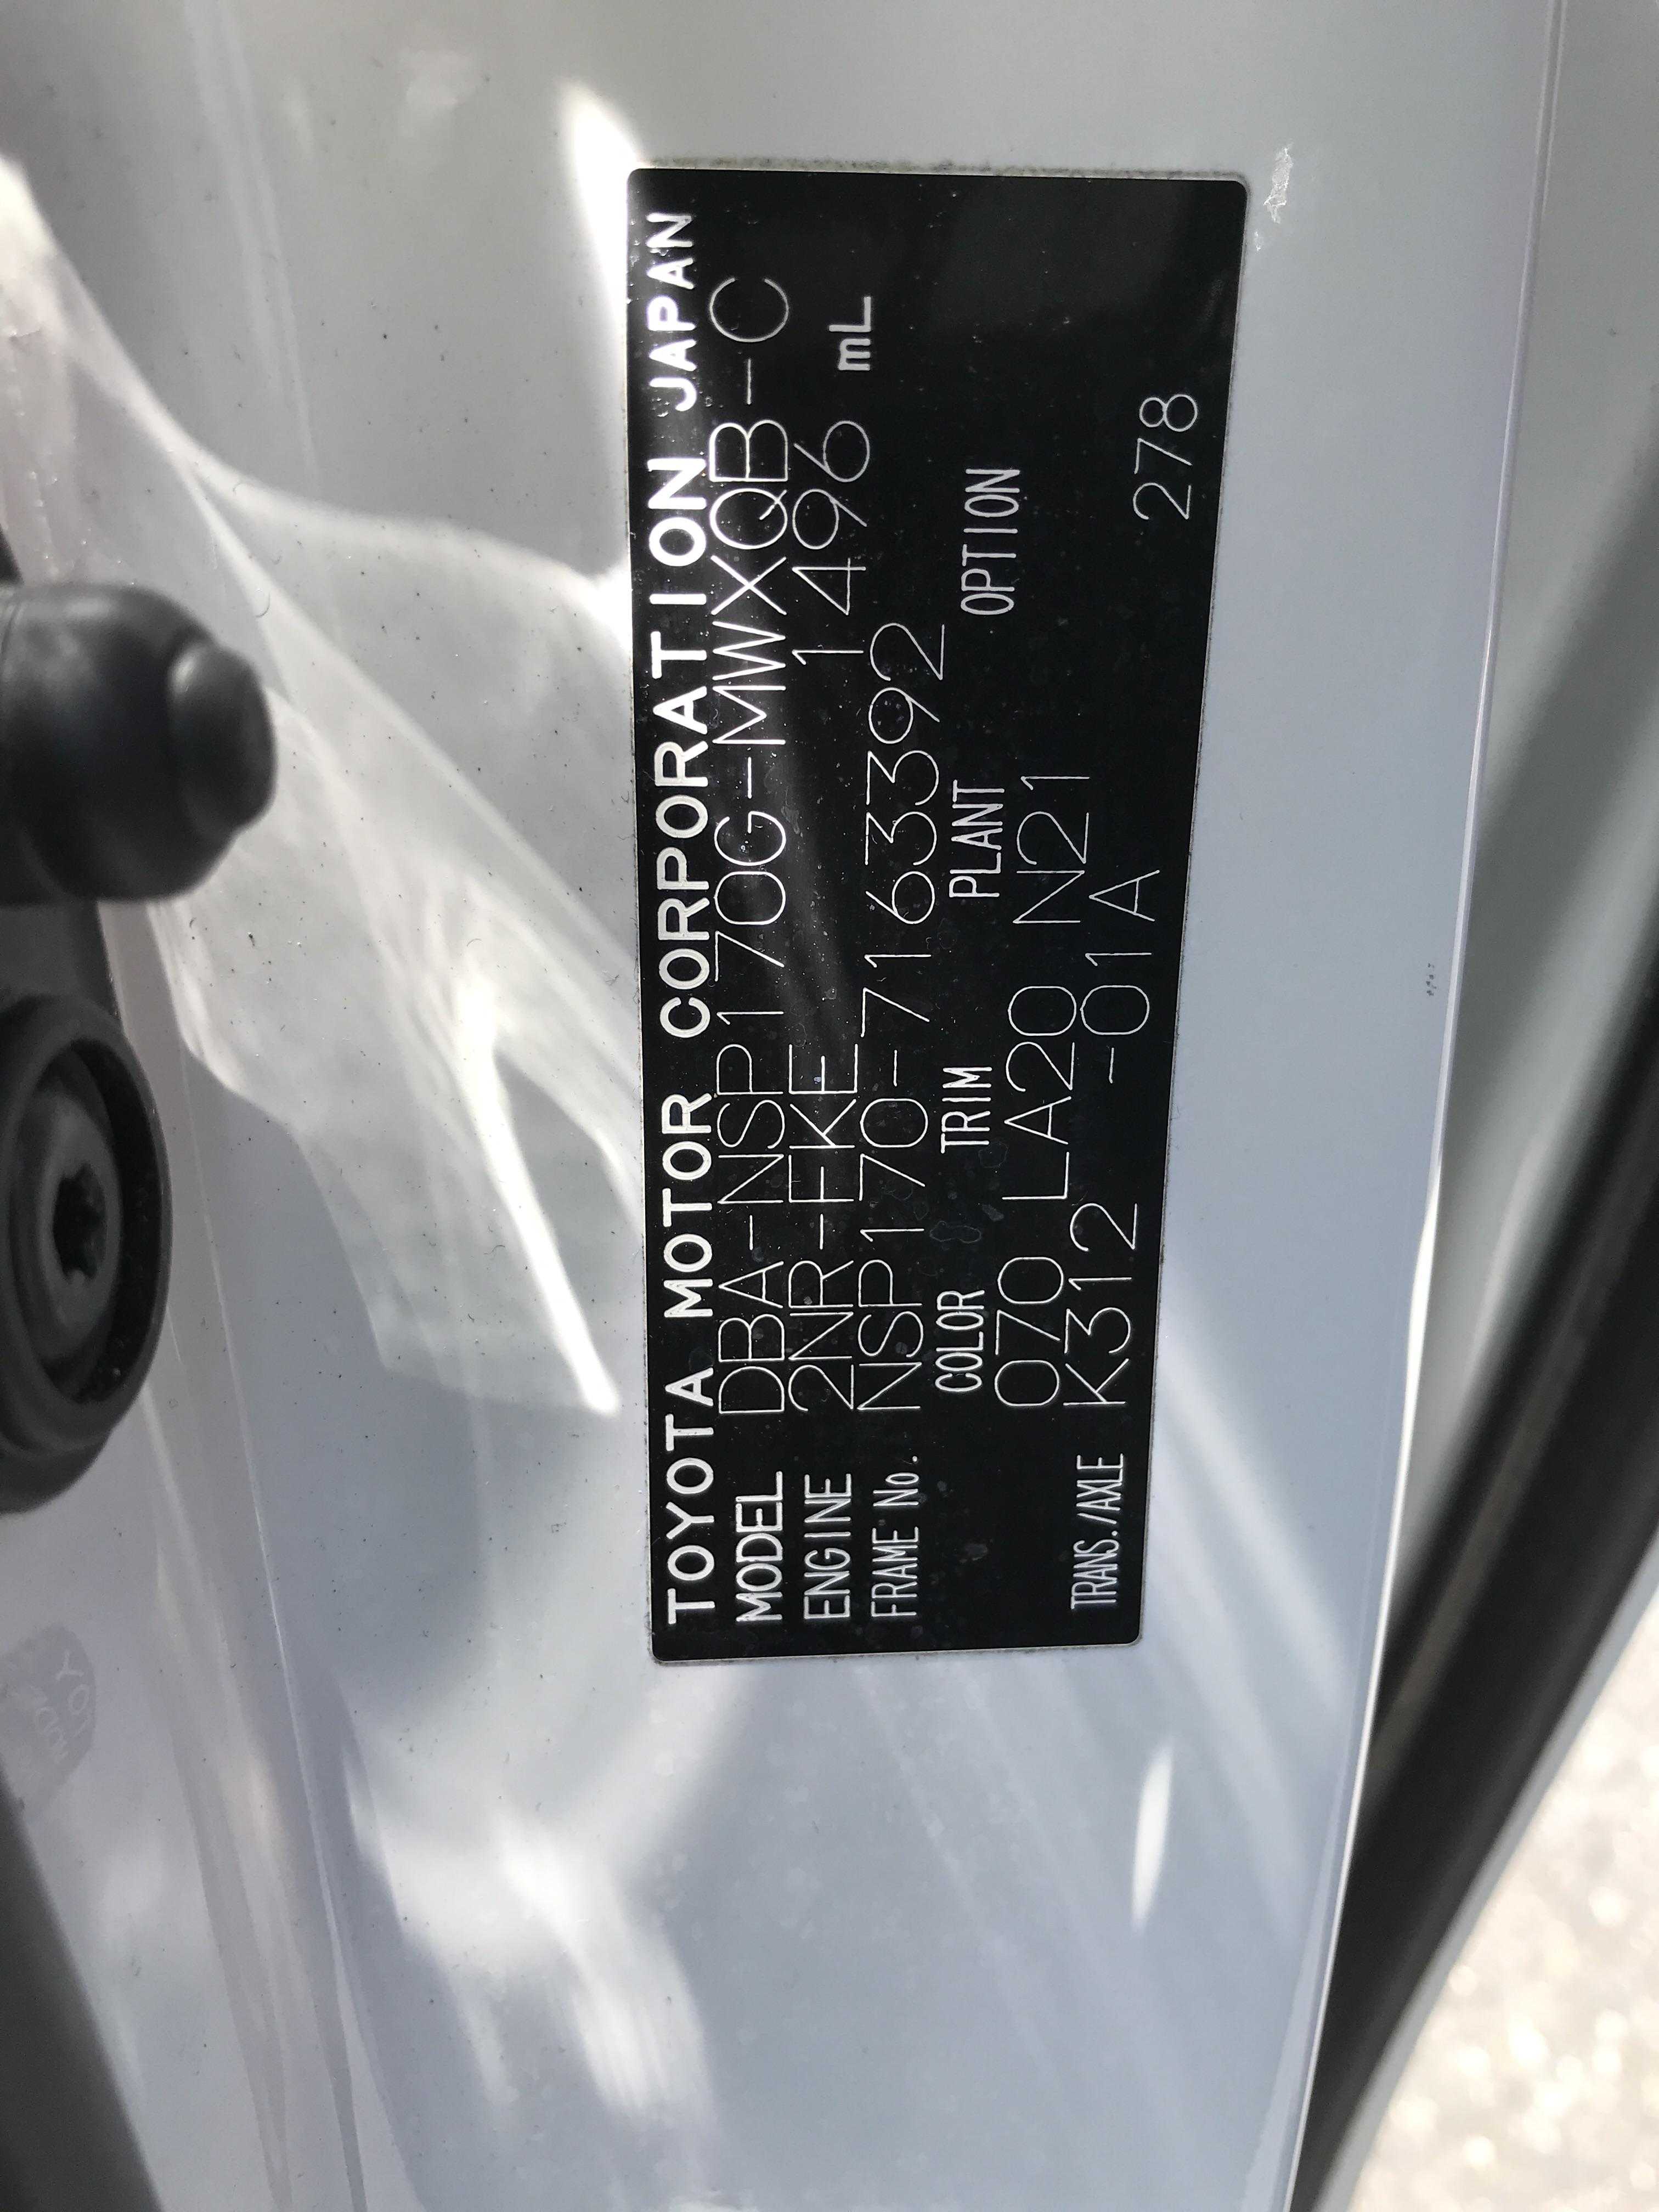 TOYOTA MOTOR CORPORATION JAPAN
MODEL DBA-NSP170G-MWXQB-C
ENGINE 2NR-FKE 1496 mL
FRAME No. NSP170-7163392
COLOR TRIM PLANT OPTION
070 LA20 N21
TRANS./AXLE K312 -01A 278